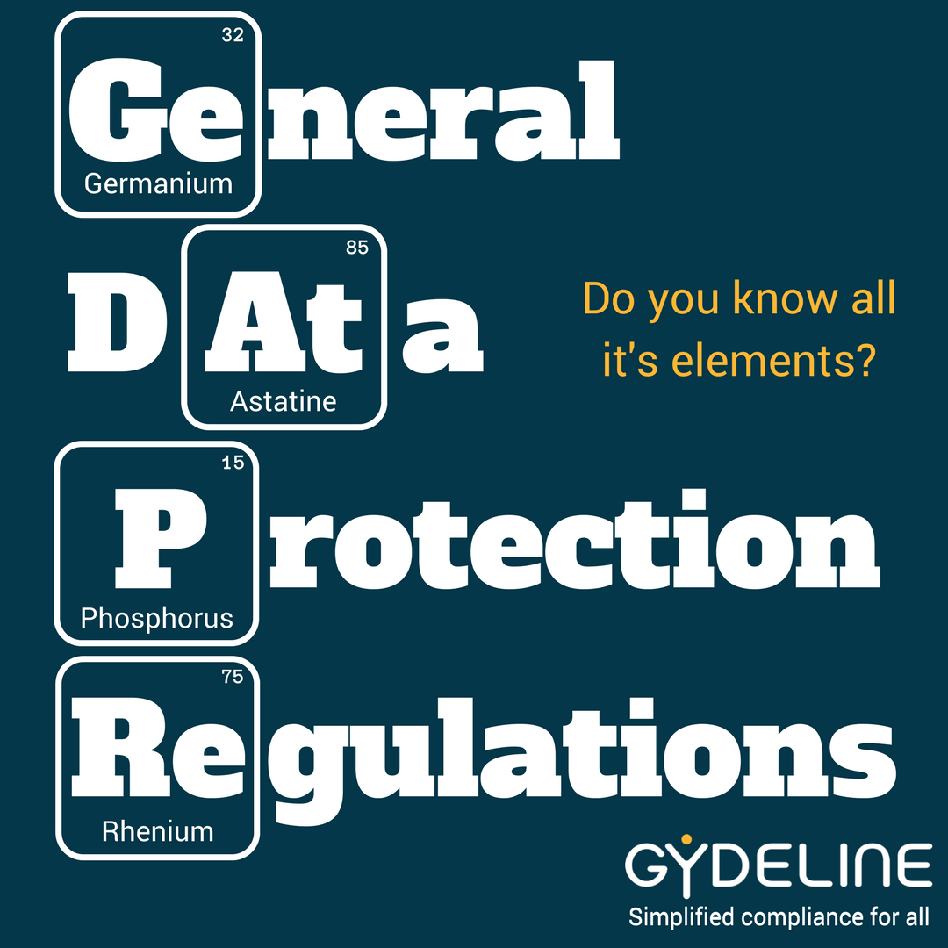 32
General
Germanium
85
DAta
Astatine
Do you know all
it's elements?
15
Protection
Phosphorus
75
Regulations
Rhenium
GYDELINE
Simplified compliance for all